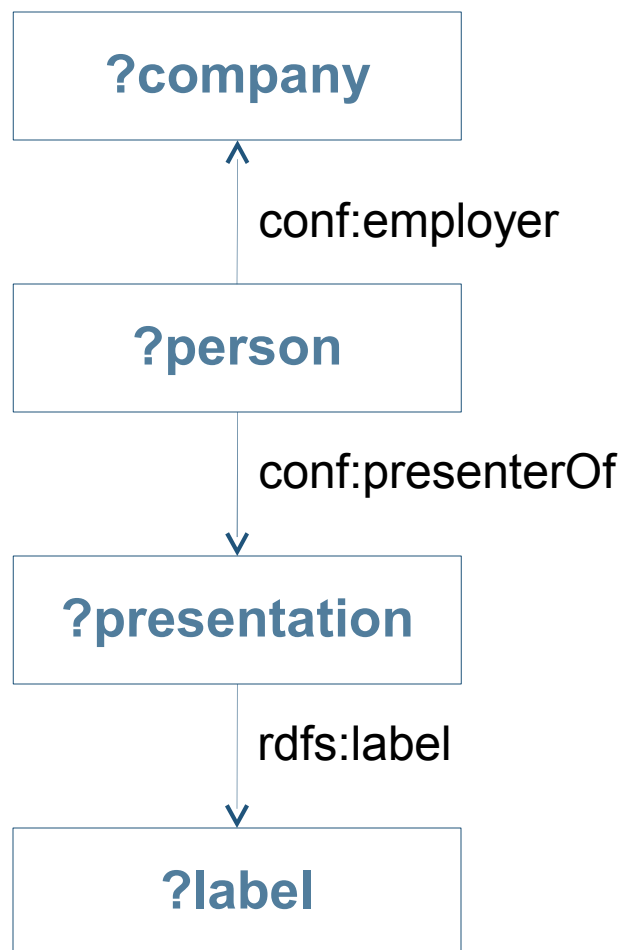 ?company
conf:employer
?person
conf:presenterOf
?presentation
rdfs:label
?label